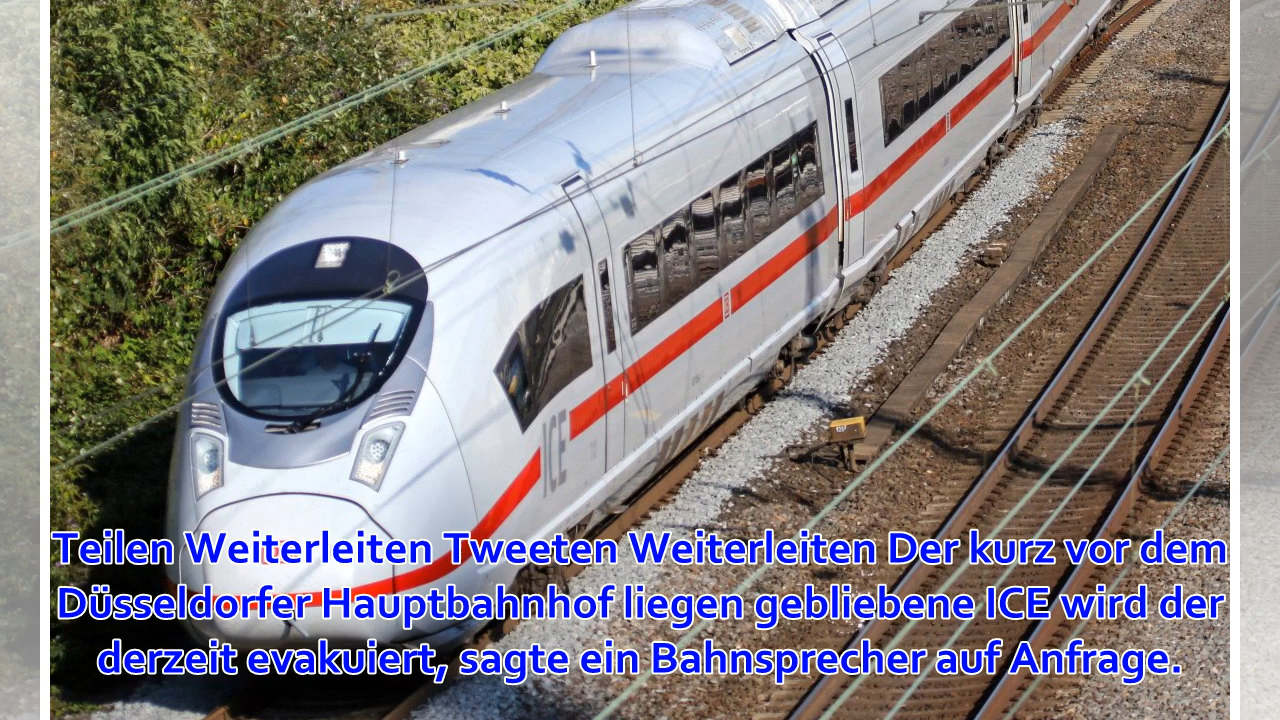 Teilen Weiterleiten Tweeten Weiterleiten Der kurz vor dem
Düsseldorfer Hauptbahnhof liegen gebliebene ICE wird der
derzeit evakuiert, sagte ein Bahnsprecher auf Anfrage.
ICE